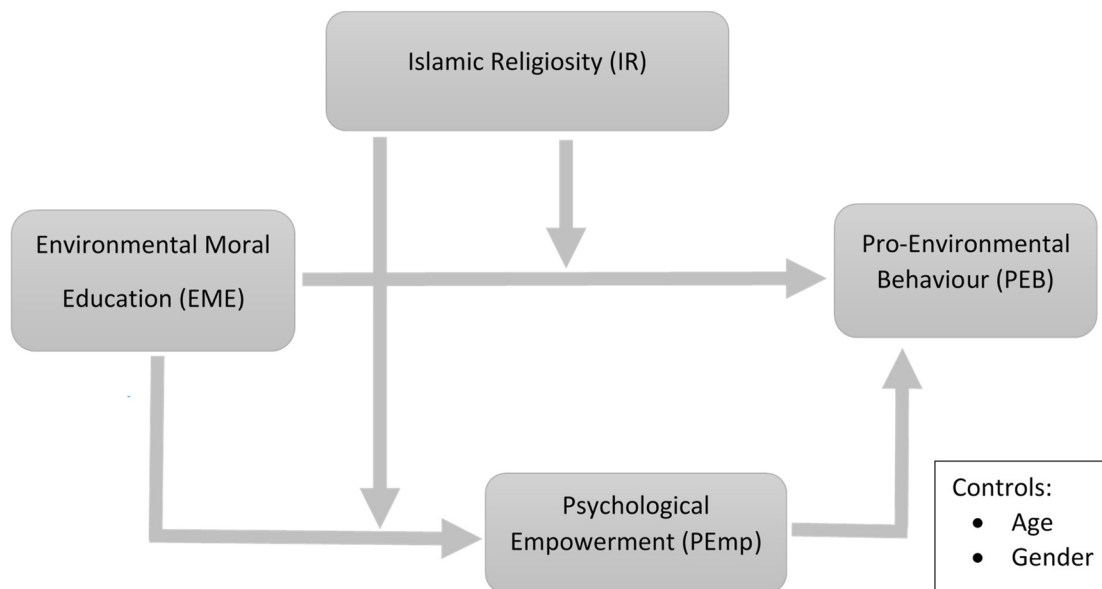 Islamic Religiosity (IR)
Environmental Moral
Education (EME)
Pro-Environmental
Behaviour (PEB)
Psychological
Empowerment (PEmp)
Controls:
• Age
• Gender